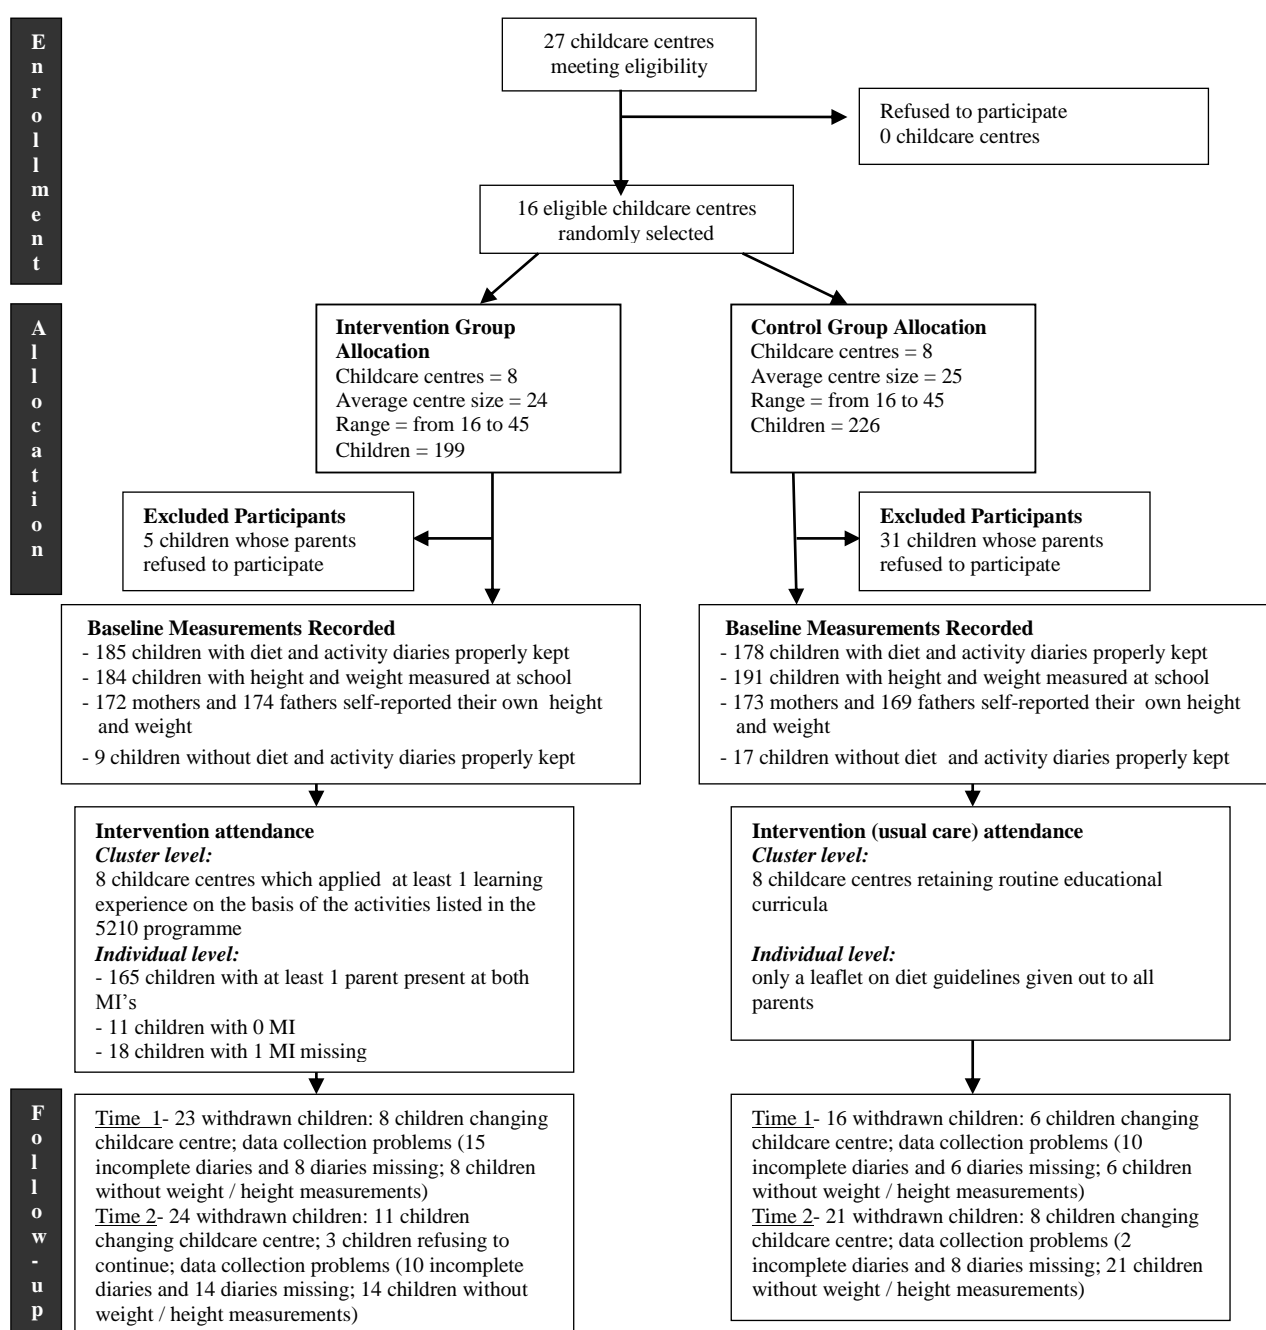 Enrollment
27 childcare centres
meeting eligibility
Refused to participate
0 childcare centres
16 eligible childcare centres
randomly selected
Allocation
Intervention Group
Allocation
Childcare centres = 8
Average centre size = 24
Range = from 16 to 45
Children = 199
Control Group Allocation
Childcare centres = 8
Average centre size = 25
Range = from 16 to 45
Children = 226
Excluded Participants
5 children whose parents
refused to participate
Excluded Participants
31 children whose parents
refused to participate
Baseline Measurements Recorded
- 185 children with diet and activity diaries properly kept
- 184 children with height and weight measured at school
- 172 mothers and 174 fathers self-reported their own height
and weight
- 9 children without diet and activity diaries properly kept
Baseline Measurements Recorded
- 178 children with diet and activity diaries properly kept
- 191 children with height and weight measured at school
- 173 mothers and 169 fathers self-reported their own height
and weight
- 17 children without diet and activity diaries properly kept
Intervention attendance
Cluster level:
8 childcare centres which applied at least 1 learning
experience on the basis of the activities listed in the
5210 programme
Individual level:
- 165 children with at least 1 parent present at both
MI's
- 11 children with 0 MI
- 18 children with 1 MI missing
Intervention (usual care) attendance
Cluster level:
8 childcare centres retaining routine educational
curricula
Individual level:
only a leaflet on diet guidelines given out to all
parents
Follow-up
Time 1- 23 withdrawn children: 8 children changing
childcare centre; data collection problems (15
incomplete diaries and 8 diaries missing; 8 children
without weight / height measurements)
Time 2- 24 withdrawn children: 11 children
changing childcare centre; 3 children refusing to
continue; data collection problems (10 incomplete
diaries and 14 diaries missing; 14 children without
weight / height measurements)
Time 1- 16 withdrawn children: 6 children changing
childcare centre; data collection problems (10
incomplete diaries and 6 diaries missing; 6 children
without weight / height measurements)
Time 2- 21 withdrawn children: 8 children changing
childcare centre; data collection problems (2
incomplete diaries and 8 diaries missing; 21 children
without weight / height measurements)